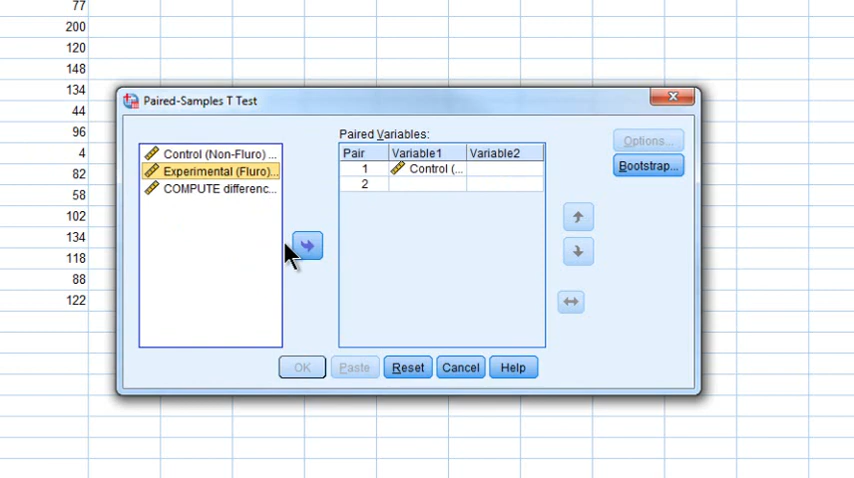 77
200
120
148
134
44
96
4
82
58
102
134
118
88
122
Paired-Samples T Test
Control (Non-Fluro) ...
Experimental (Fluro)...
COMPUTE differenc...
Paired Variables:
Pair Variable1 Variable2
1 Control (...
2
Options...
Bootstrap...
OK Paste Reset Cancel Help